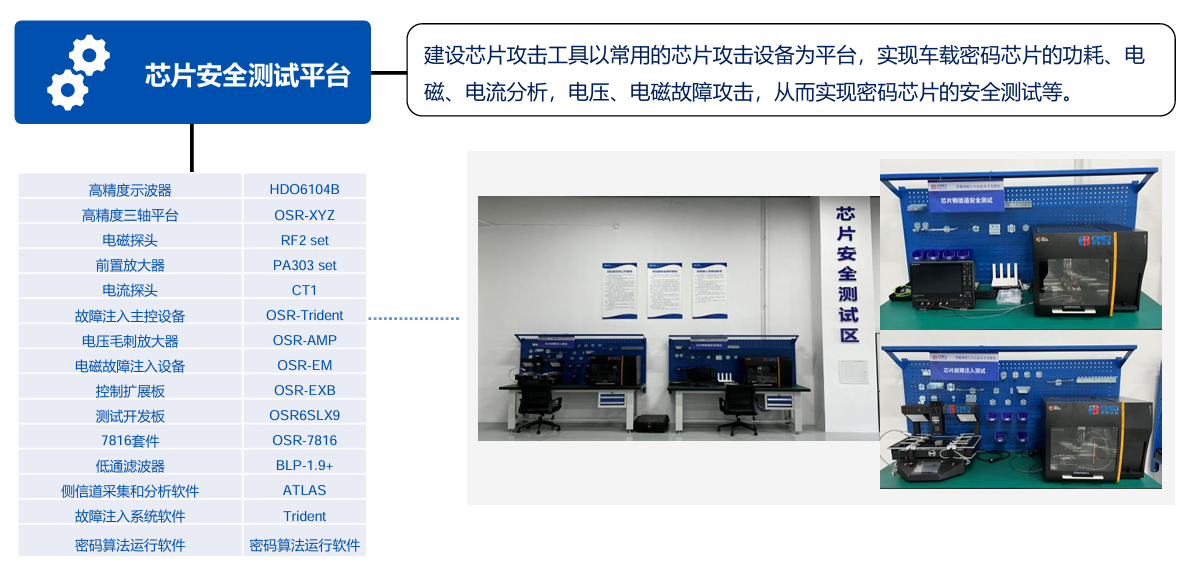 芯片安全测试平台
建设芯片攻击工具以常用的芯片攻击设备为平台，实现车载密码芯片的功耗、电
磁、电流分析，电压、电磁故障攻击，从而实现密码芯片的安全测试等。
高精度示波器 HDO6104B
高精度三轴平台 OSR-XYZ
电磁探头 RF2 set
前置放大器 PA303 set
电流探头 CT1
故障注入主控设备 OSR-Trident
电压毛刺放大器 OSR-AMP
电磁故障注入设备 OSR-EM
控制扩展板 OSR-EXB
测试开发板 OSR6SLX9
7816套件 OSR-7816
低通滤波器 BLP-1.9+
侧信道采集和分析软件 ATLAS
故障注入系统软件 Trident
密码算法运行软件 密码算法运行软件
芯片安全测试区
芯片侧信道安全测试
芯片故障注入测试